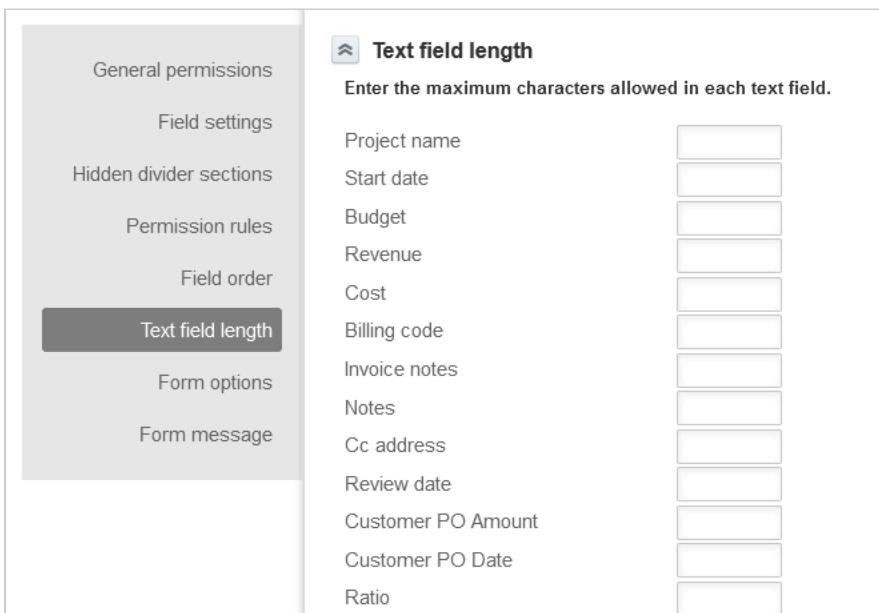 General permissions
Field settings
Hidden divider sections
Permission rules
Field order
Text field length
Form options
Form message
Text field length
Enter the maximum characters allowed in each text field.
Project name
Start date
Budget
Revenue
Cost
Billing code
Invoice notes
Notes
Cc address
Review date
Customer PO Amount
Customer PO Date
Ratio